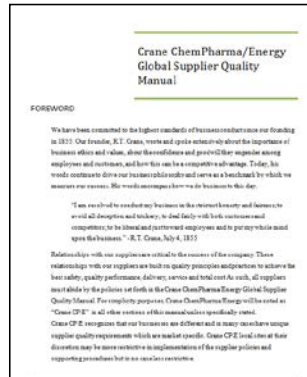 Crane ChemPharma/Energy
Global Supplier Quality
Manual
FOREWORD
We have been committed to the highest standards of business conduct since our founding
in 1855. Our founder, R.T. Crane, wrote and spoke extensively about the importance of
business ethics and values, about the confidence and goodwill they engender among
employees and customers, and how this can be a competitive advantage. Today, his
words continue to drive our business philosophy and serve as a benchmark by which we
measure our success. His words encompass how we do business to this day.
"I am resolved to conduct my business in the strictest honesty and fairness; to
avoid all deception and trickery; to deal fairly with both customers and
competitors; to be liberal and just toward employees and to put my whole mind
upon the business." - R.T. Crane, July 4, 1855
Relationships with our suppliers are critical to the success of the company. These
relationships with our suppliers are built on quality principles and practices to achieve the
best safety, quality performance, delivery, service and total cost. As such, all suppliers
must abide by the policies set forth in the Crane ChemPharma/Energy Global Supplier
Quality Manual. For simplicity purposes, Crane ChemPharma/Energy will be noted as
"Crane CP-E" in all other sections of this manual unless specifically stated.
Crane CP-E recognizes that our businesses are different and in many cases have unique
supplier quality requirements which are market specific. Crane CP-E local sites at their
discretion may be more restrictive in implementation of the supplier policies and
supporting procedures but in no case less restrictive.